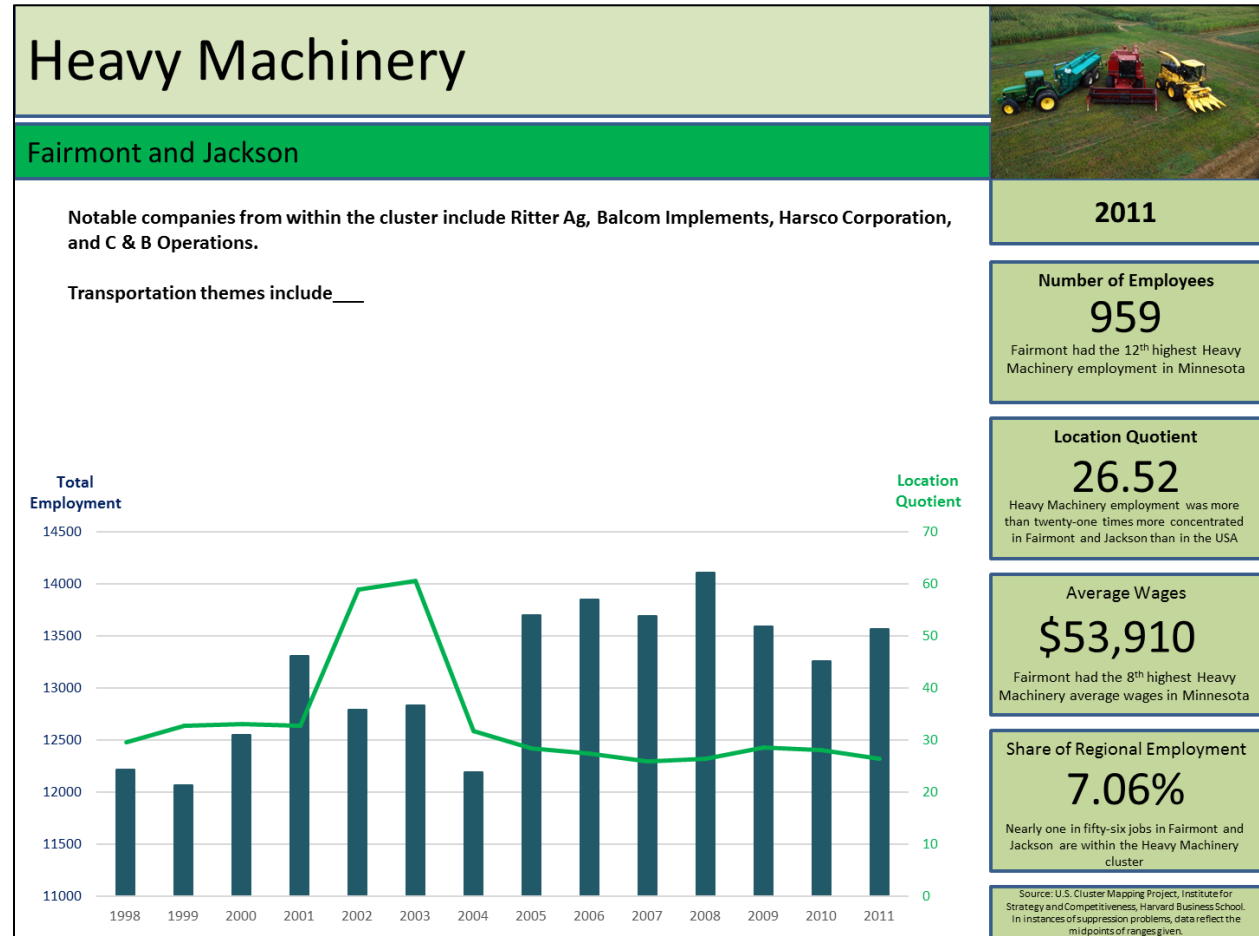 Heavy Machinery
Fairmont and Jackson
Notable companies from within the cluster include Ritter Ag, Balcom Implements, Harsco Corporation,
and C & B Operations.
Transportation themes include___
2011
Number of Employees
959
Fairmont had the 12th highest Heavy
Machinery employment in Minnesota
Location Quotient
26.52
Heavy Machinery employment was more
than twenty-one times more concentrated
in Fairmont and Jackson than in the USA
Average Wages
$53,910
Fairmont had the 8th highest Heavy
Machinery average wages in Minnesota
Share of Regional Employment
7.06%
Nearly one in fifty-six jobs in Fairmont and
Jackson are within the Heavy Machinery
cluster
Source: U.S. Cluster Mapping Project, Institute for
Strategy and Competitiveness, Harvard Business School.
In instances of suppression problems, data reflect the
midpoints of ranges given.
Total
Employment
Location
Quotient
14500 70
14000 60
13500 50
13000 40
12500 30
12000 20
11500 10
11000 0
1998 1999 2000 2001 2002 2003 2004 2005 2006 2007 2008 2009 2010 2011